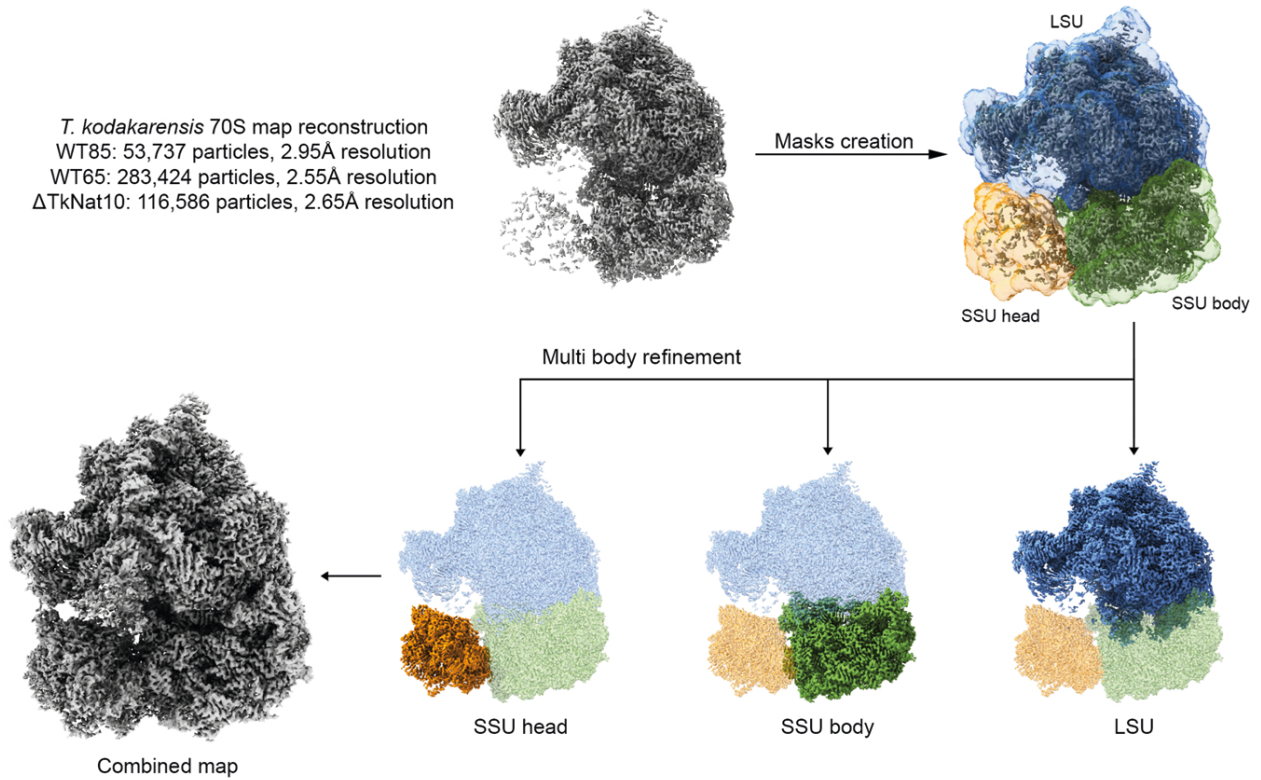 LSU
T. kodakarensis 70S map reconstruction
WT85: 53,737 particles, 2.95Å resolution
WT65: 283,424 particles, 2.55Å resolution
ΔTkNat10: 116,586 particles, 2.65Å resolution
Masks creation
SSU head
SSU body
Multi body refinement
SSU head
SSU body
LSU
Combined map